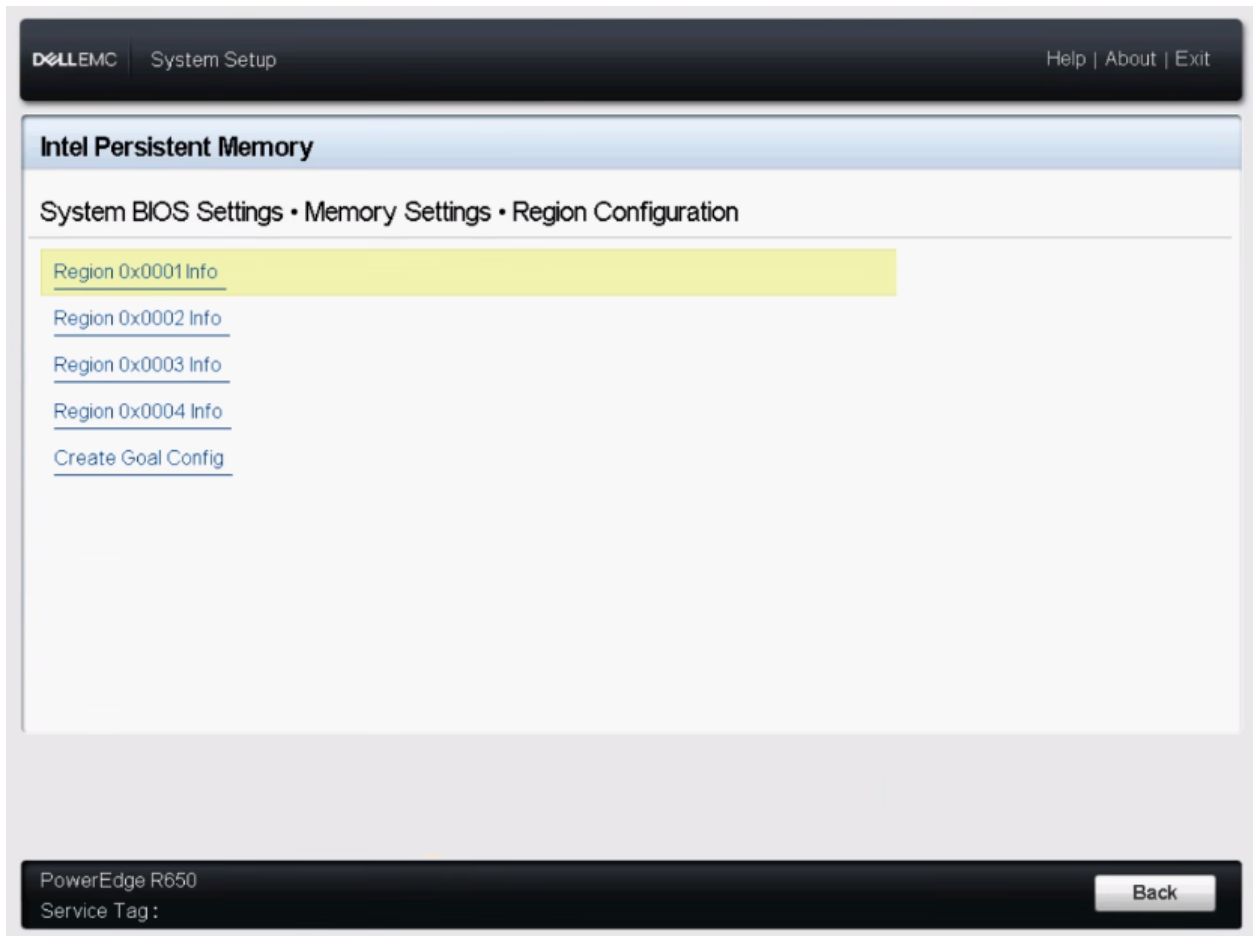 DELLEMC System Setup Help | About | Exit
Intel Persistent Memory
System BIOS Settings • Memory Settings • Region Configuration
Region 0x0001 Info
Region 0x0002 Info
Region 0x0003 Info
Region 0x0004 Info
Create Goal Config
PowerEdge R650
Service Tag:
Back